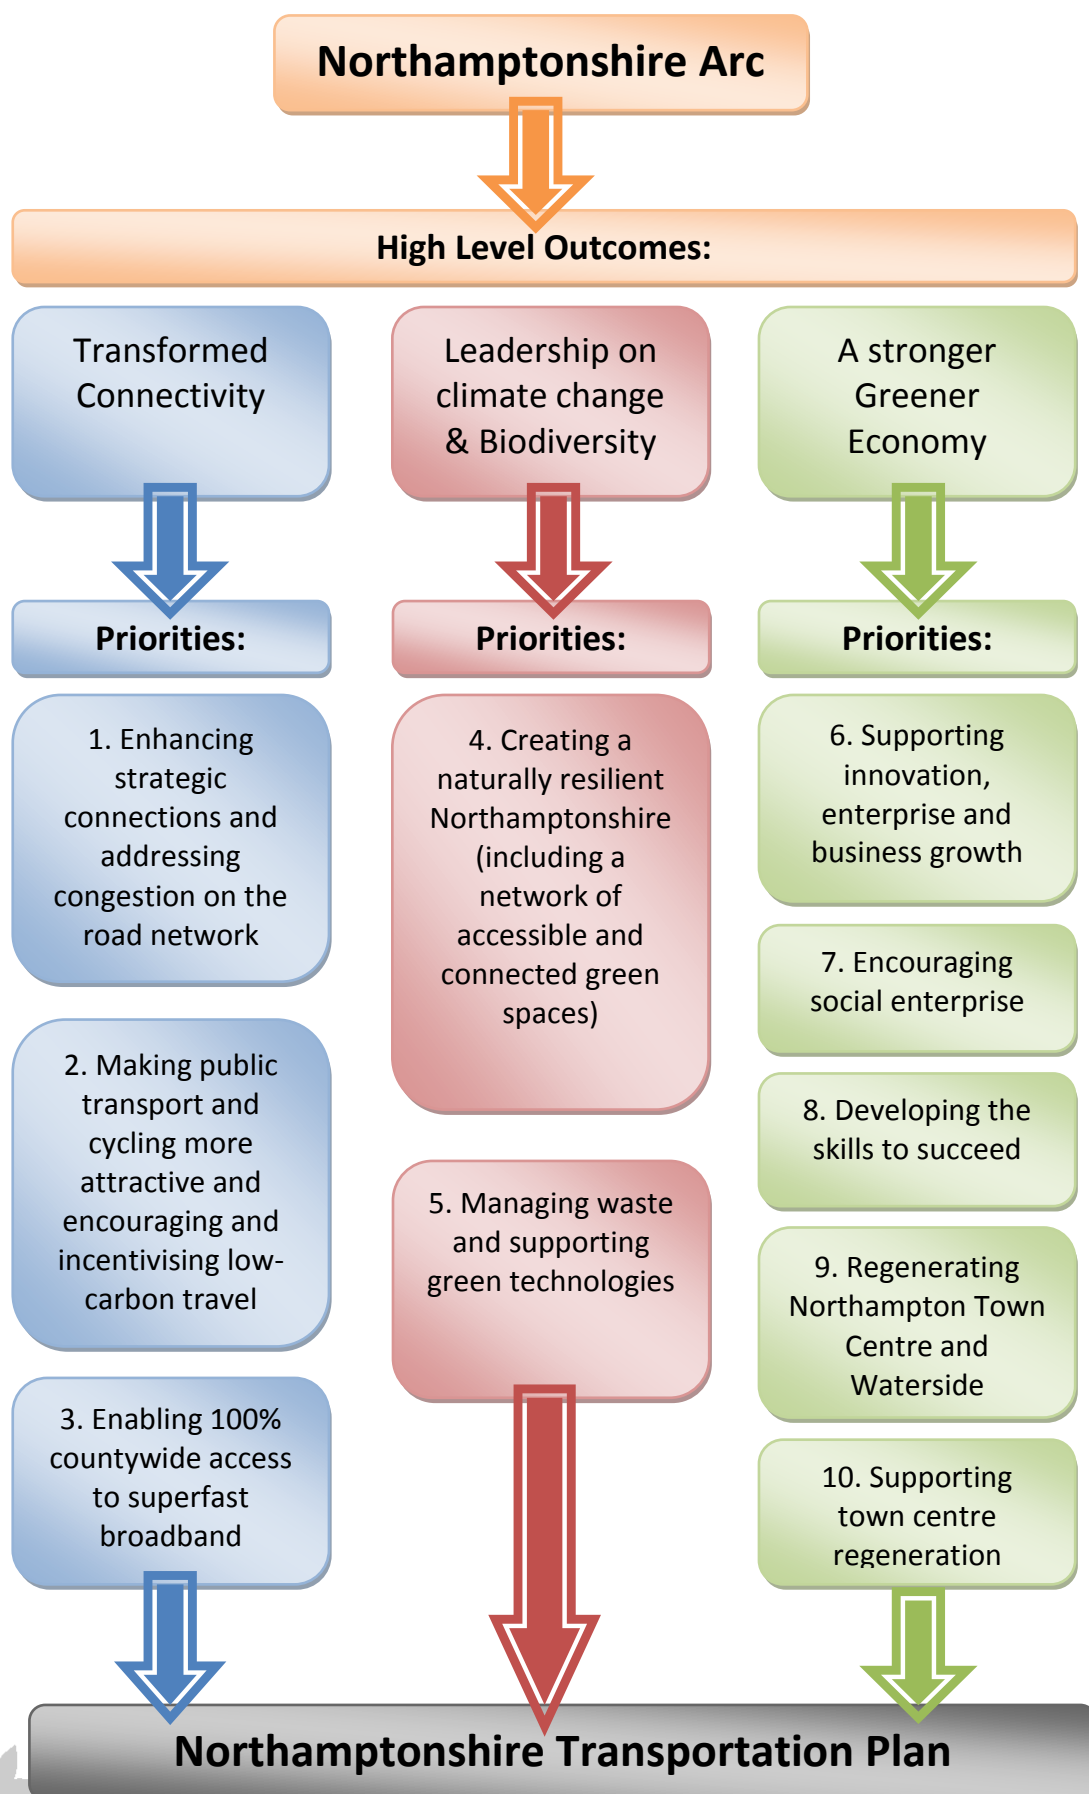 Northamptonshire Arc
High Level Outcomes:
Transformed
Connectivity
Leadership on
climate change
& Biodiversity
A stronger
Greener
Economy
Priorities:
Priorities:
Priorities:
1. Enhancing
strategic
connections and
addressing
congestion on the
road network
2. Making public
transport and
cycling more
attractive and
encouraging and
incentivising low-
carbon travel
3. Enabling 100%
countywide access
to superfast
broadband
4. Creating a
naturally resilient
Northamptonshire
(including a
network of
accessible and
connected green
spaces)
5. Managing waste
and supporting
green technologies
6. Supporting
innovation,
enterprise and
business growth
7. Encouraging
social enterprise
8. Developing the
skills to succeed
9. Regenerating
Northampton Town
Centre and
Waterside
10. Supporting
town centre
regeneration
Northamptonshire Transportation Plan